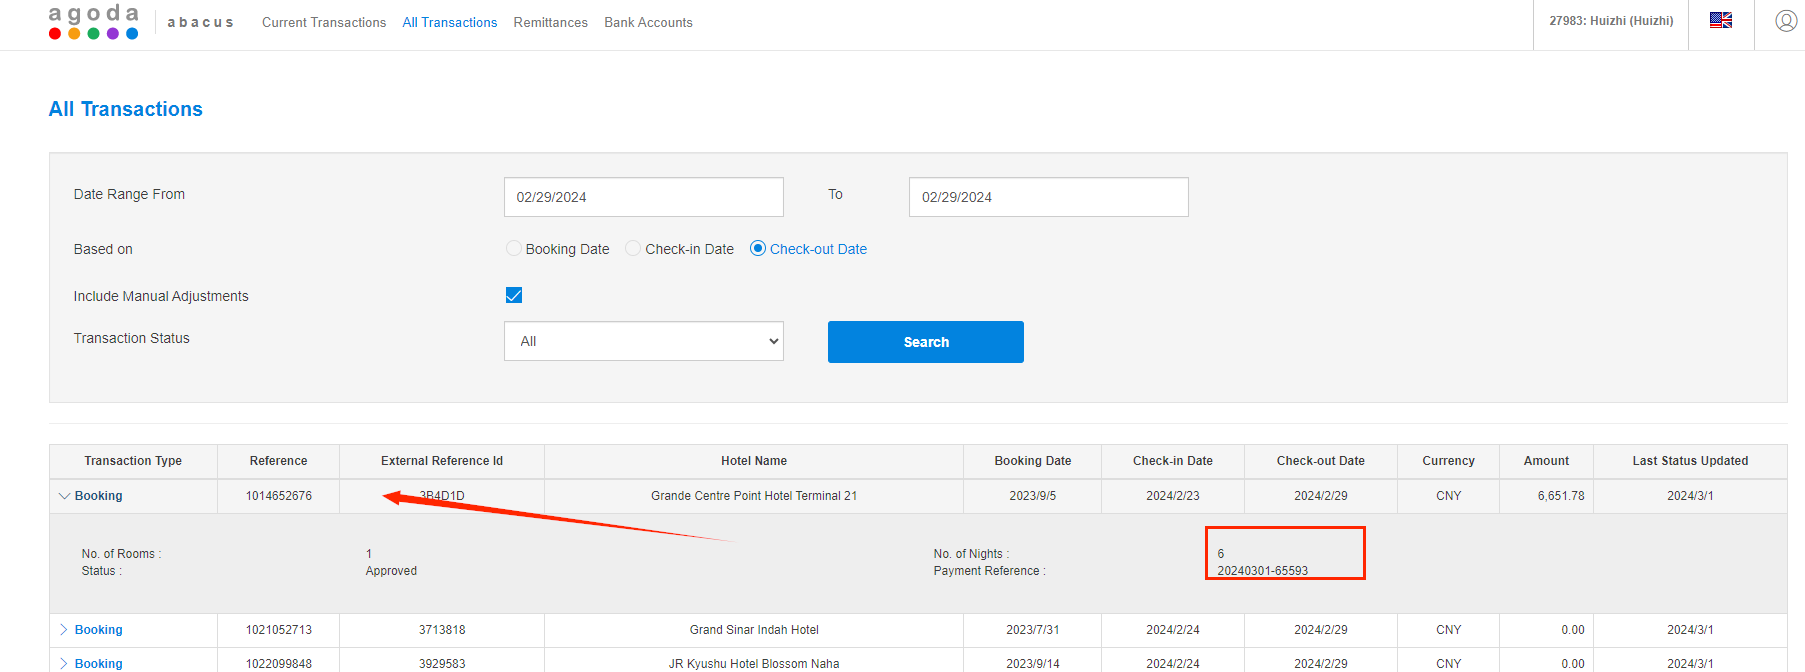 agoda abacus Current Transactions All Transactions Remittances Bank Accounts 27983: Huizhi (Huizhi)
All Transactions
Date Range From 02/29/2024 To 02/29/2024
Based on Booking Date Check-in Date Check-out Date
Include Manual Adjustments
Transaction Status All Search
Transaction Type Reference External Reference Id Hotel Name Booking Date Check-in Date Check-out Date Currency Amount Last Status Updated
Booking 1014652676 3B4D1D Grande Centre Point Hotel Terminal 21 2023/9/5 2024/2/23 2024/2/29 CNY 6,651.78 2024/3/1
No. of Rooms : 1 No. of Nights : 6
Status : Approved Payment Reference : 20240301-65593
Booking 1021052713 3713818 Grand Sinar Indah Hotel 2023/7/31 2024/2/24 2024/2/29 CNY 0.00 2024/3/1
Booking 1022099848 3929583 JR Kyushu Hotel Blossom Naha 2023/9/14 2024/2/24 2024/2/29 CNY 0.00 2024/3/1